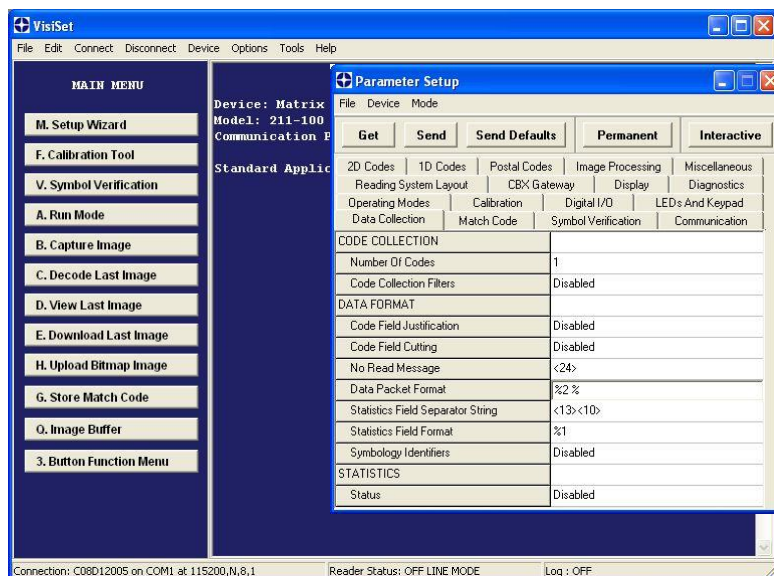 VisiSet
File Edit Connect Disconnect Device Options Tools Help
MAIN MENU
M. Setup Wizard
F. Calibration Tool
V. Symbol Verification
A. Run Mode
B. Capture Image
C. Decode Last Image
D. View Last Image
E. Download Last Image
H. Upload Bitmap Image
G. Store Match Code
Q. Image Buffer
3. Button Function Menu
Device: Matrix
Model: 211-100
Communication P
Standard Applic
Parameter Setup
File Device Mode
Get Send Send Defaults Permanent Interactive
2D Codes 1D Codes Postal Codes Image Processing Miscellaneous
Reading System Layout CBX Gateway Display Diagnostics
Operating Modes Calibration Digital I/O LEDs And Keypad
Data Collection Match Code Symbol Verification Communication
CODE COLLECTION
Number Of Codes 1
Code Collection Filters Disabled
DATA FORMAT
Code Field Justification Disabled
Code Field Cutting Disabled
No Read Message <24>
Data Packet Format %2 %
Statistics Field Separator String <13><10>
Statistics Field Format %1
Symbology Identifiers Disabled
STATISTICS
Status Disabled
Connection: C08D12005 on COM1 at 115200,N,8,1 Reader Status: OFF LINE MODE Log : OFF